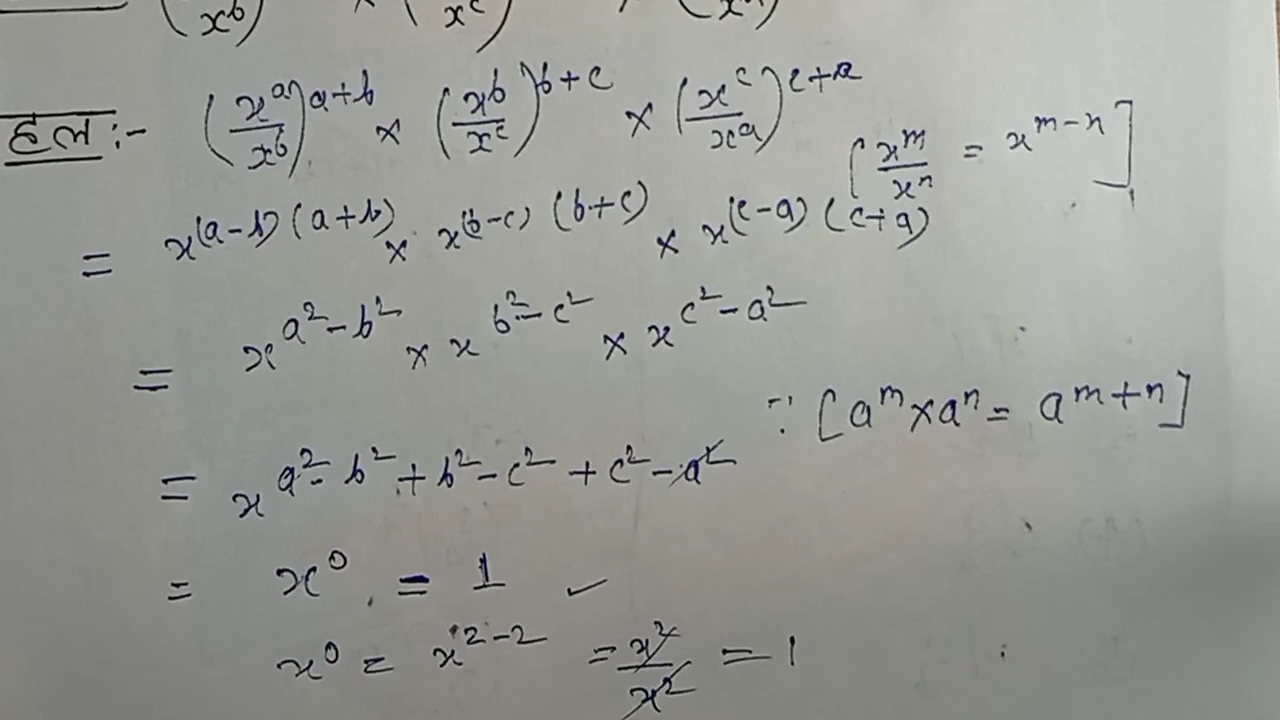 x^b) × ( x^c) × ( x^a)
हल :- (x^a/x^b)^a+b × (x^b/x^c)^b+c × (x^c/x^a)^c+a
[x^m/x^n = x^m-n]
= x^(a-b)(a+b) × x^(b-c)(b+c) × x^(c-a)(c+a)
= x^a²-b² × x^b²-c² × x^c²-a²
∵ [a^m × a^n = a^m+n]
= x^a²-b²+b²-c²+c²-a²
= x⁰ = 1 ✓
x⁰ = x^2-2 = x²/x² = 1